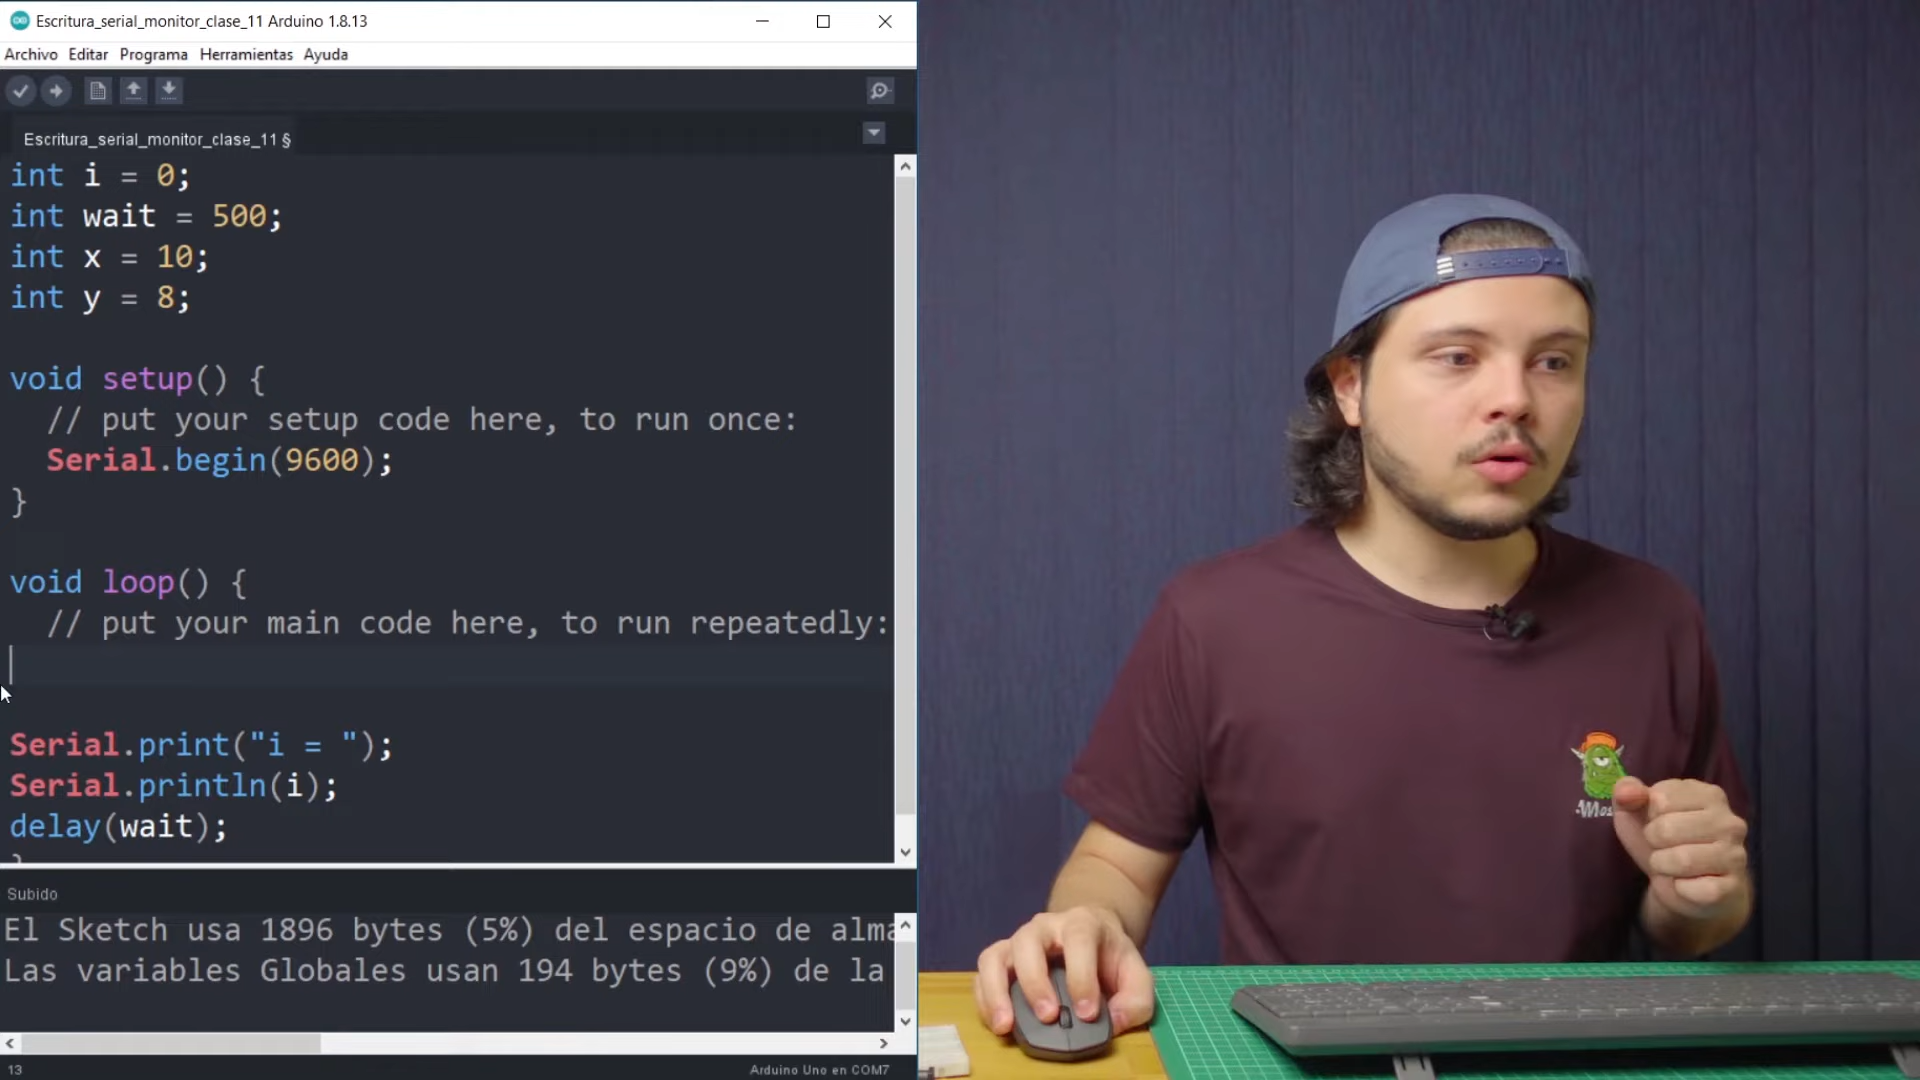 Escritura_serial_monitor_clase_11 Arduino 1.8.13
Archivo Editar Programa Herramientas Ayuda
Escritura_serial_monitor_clase_11 §
int i = 0;
int wait = 500;
int x = 10;
int y = 8;
void setup() {
// put your setup code here, to run once:
Serial.begin(9600);
}
void loop() {
// put your main code here, to run repeatedly:
Serial.print("i = ");
Serial.println(i);
delay(wait);
}
Subido
El Sketch usa 1896 bytes (5%) del espacio de
Las variables Globales usan 194 bytes (9%) de la
13
Arduino Uno en COM7